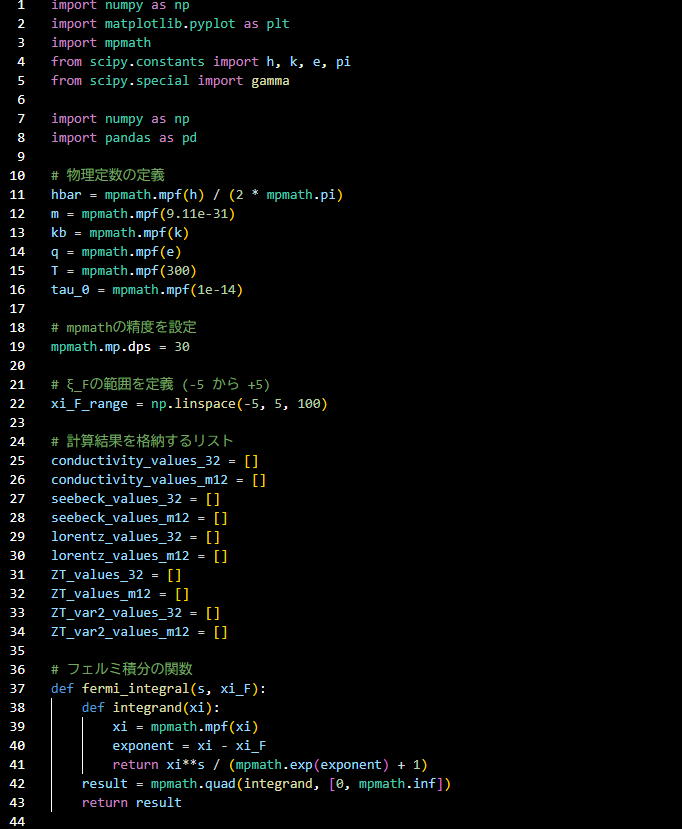 1 import numpy as np
2 import matplotlib.pyplot as plt
3 import mpmath
4 from scipy.constants import h, k, e, pi
5 from scipy.special import gamma
6
7 import numpy as np
8 import pandas as pd
9
10 # 物理定数の定義
11 hbar = mpmath.mpf(h) / (2 * mpmath.pi)
12 m = mpmath.mpf(9.11e-31)
13 kb = mpmath.mpf(k)
14 q = mpmath.mpf(e)
15 T = mpmath.mpf(300)
16 tau_0 = mpmath.mpf(1e-14)
17
18 # mpmathの精度を設定
19 mpmath.mp.dps = 30
20
21 # ξ_Fの範囲を定義 (-5 から +5)
22 xi_F_range = np.linspace(-5, 5, 100)
23
24 # 計算結果を格納するリスト
25 conductivity_values_32 = []
26 conductivity_values_m12 = []
27 seebeck_values_32 = []
28 seebeck_values_m12 = []
29 lorentz_values_32 = []
30 lorentz_values_m12 = []
31 ZT_values_32 = []
32 ZT_values_m12 = []
33 ZT_var2_values_32 = []
34 ZT_var2_values_m12 = []
35
36 # フェルミ積分の関数
37 def fermi_integral(s, xi_F):
38     def integrand(xi):
39         xi = mpmath.mpf(xi)
40         exponent = xi - xi_F
41         return xi**s / (mpmath.exp(exponent) + 1)
42     result = mpmath.quad(integrand, [0, mpmath.inf])
43     return result
44